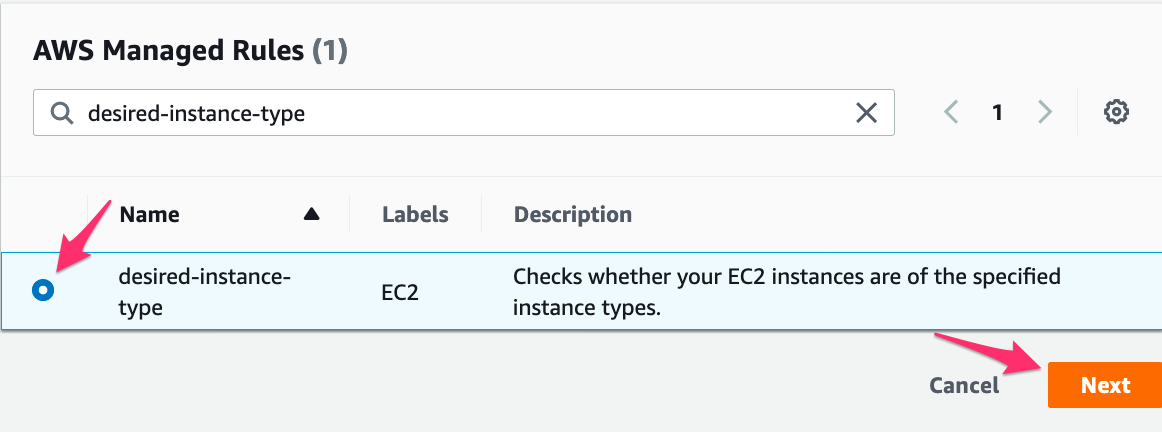 AWS Managed Rules (1)
desired-instance-type
1
Name Labels Description
desired-instance-
type
EC2
Checks whether your EC2 instances are of the specified
instance types.
Cancel Next